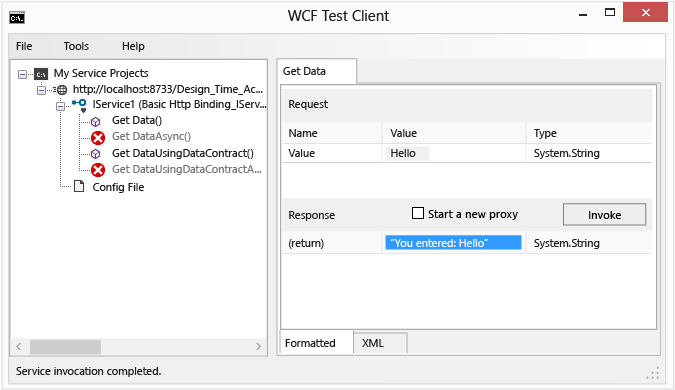 C:\.
WCF Test Client
File Tools Help
My Service Projects
http://localhost:8733/Design_Time_Ac...
IService1 (Basic Http Binding_IServ...
Get Data()
Get DataAsync()
Get DataUsingDataContract()
Get DataUsingDataContractA...
Config File
Get Data
Request
Name Value Type
Value Hello System.String
Response Start a new proxy Invoke
(return) "You entered: Hello" System.String
Formatted XML
Service invocation completed.